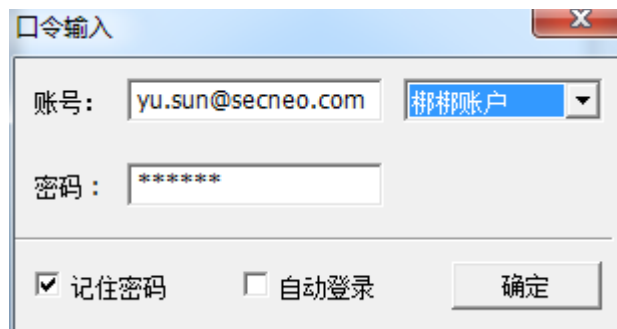 口令输入
账号: yu.sun@secneo.com 梆梆账户
密码: ******
记住密码 自动登录 确定